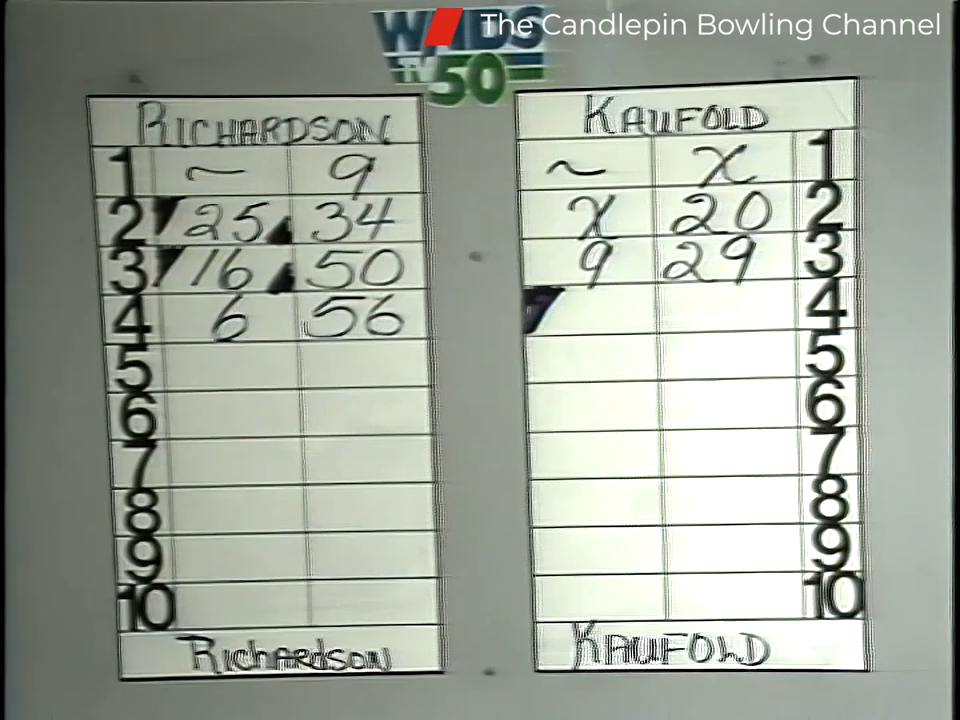 The Candlepin Bowling Channel
TV 50
RICHARDSON
1 ~ 9
2 25 34
3 16 50
4 6 56
5
6
7
8
9
10
RichaRdson
KAUFOLD
~ X 1
X 20 2
9 29 3
4
5
6
7
8
9
10
KAUFOLD